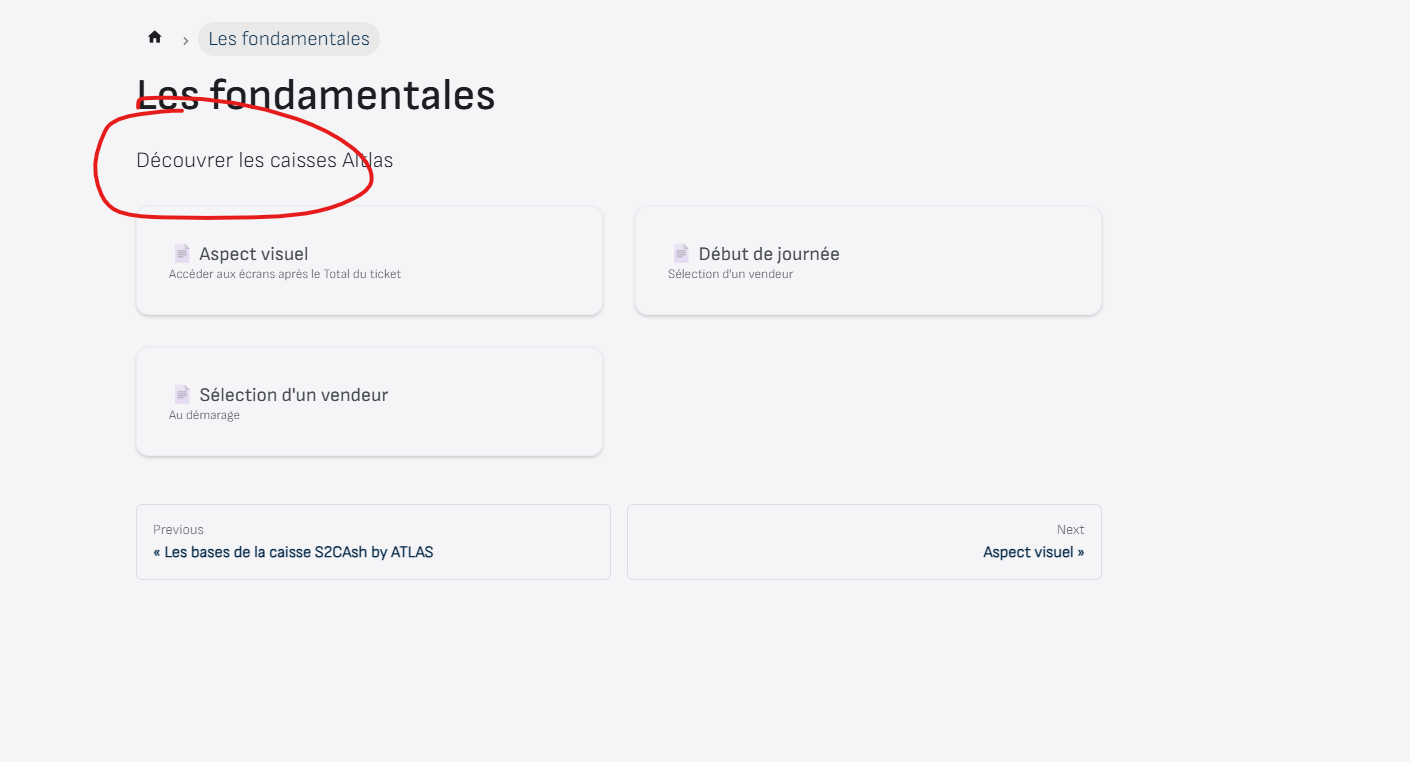 Les fondamentales
Les fondamentales
Découvrer les caisses Altlas
Aspect visuel
Accéder aux écrans après le Total du ticket
Début de journée
Sélection d'un vendeur
Sélection d'un vendeur
Au démarage
Previous
« Les bases de la caisse S2CAsh by ATLAS
Next
Aspect visuel »